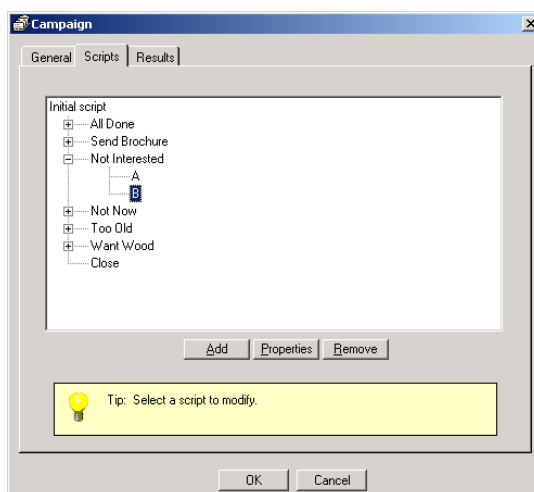 Campaign
General Scripts Results
Initial script
All Done
Send Brochure
Not Interested
A
B
Not Now
Too Old
Want Wood
Close
Add Properties Remove
Tip: Select a script to modify.
OK Cancel